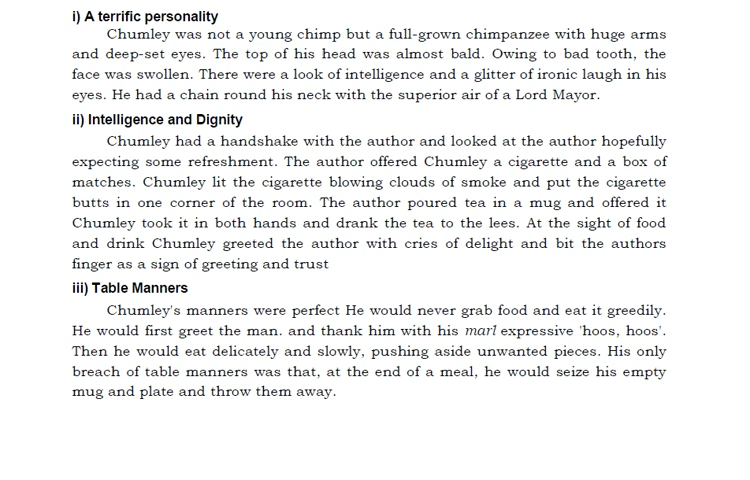 i) A terrific personality
Chumley was not a young chimp but a full-grown chimpanzee with huge arms
and deep-set eyes. The top of his head was almost bald. Owing to bad tooth, the
face was swollen. There were a look of intelligence and a glitter of ironic laugh in his
eyes. He had a chain round his neck with the superior air of a Lord Mayor.
ii) Intelligence and Dignity
Chumley had a handshake with the author and looked at the author hopefully
expecting some refreshment. The author offered Chumley a cigarette and a box of
matches. Chumley lit the cigarette blowing clouds of smoke and put the cigarette
butts in one corner of the room. The author poured tea in a mug and offered it
Chumley took it in both hands and drank the tea to the lees. At the sight of food
and drink Chumley greeted the author with cries of delight and bit the authors
finger as a sign of greeting and trust
iii) Table Manners
Chumley's manners were perfect He would never grab food and eat it greedily.
He would first greet the man. and thank him with his marl expressive 'hoos, hoos'.
Then he would eat delicately and slowly, pushing aside unwanted pieces. His only
breach of table manners was that, at the end of a meal, he would seize his empty
mug and plate and throw them away.